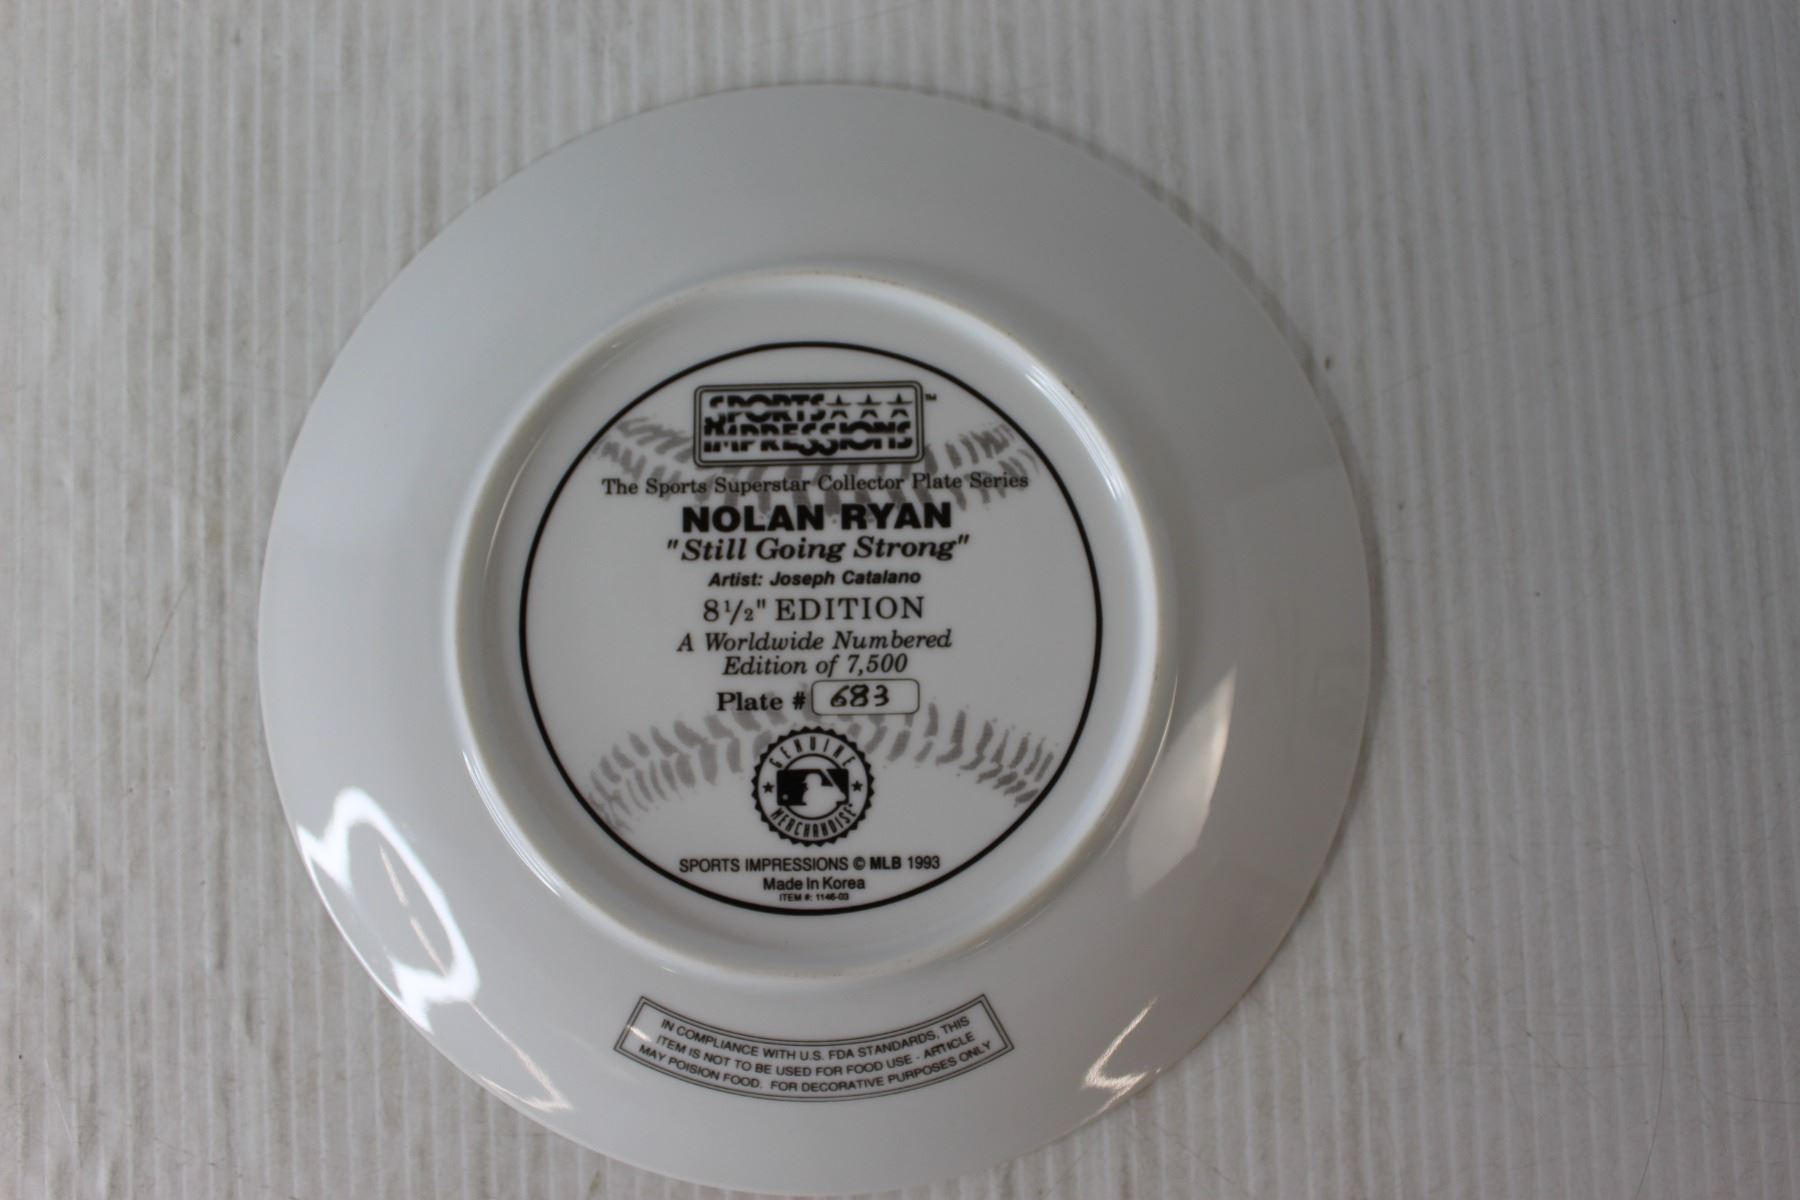 SPORTS ★★★ ™
IMPRESSIONS
The Sports Superstar Collector Plate Series
NOLAN RYAN
"Still Going Strong"
Artist: Joseph Catalano
8 1/2" EDITION
A Worldwide Numbered
Edition of 7,500
Plate # 683
GENUINE
MERCHANDISE
SPORTS IMPRESSIONS © MLB 1993
Made In Korea
ITEM #: 1146-03
IN COMPLIANCE WITH U.S. FDA STANDARDS, THIS
ITEM IS NOT TO BE USED FOR FOOD USE - ARTICLE
MAY POISION FOOD. FOR DECORATIVE PURPOSES ONLY